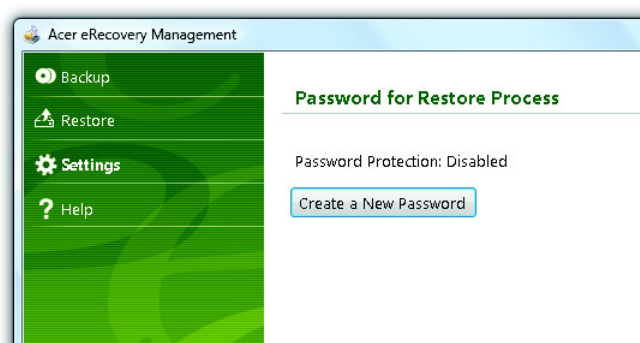 Acer eRecovery Management
Backup
Restore
Settings
Help
Password for Restore Process
Password Protection: Disabled
Create a New Password